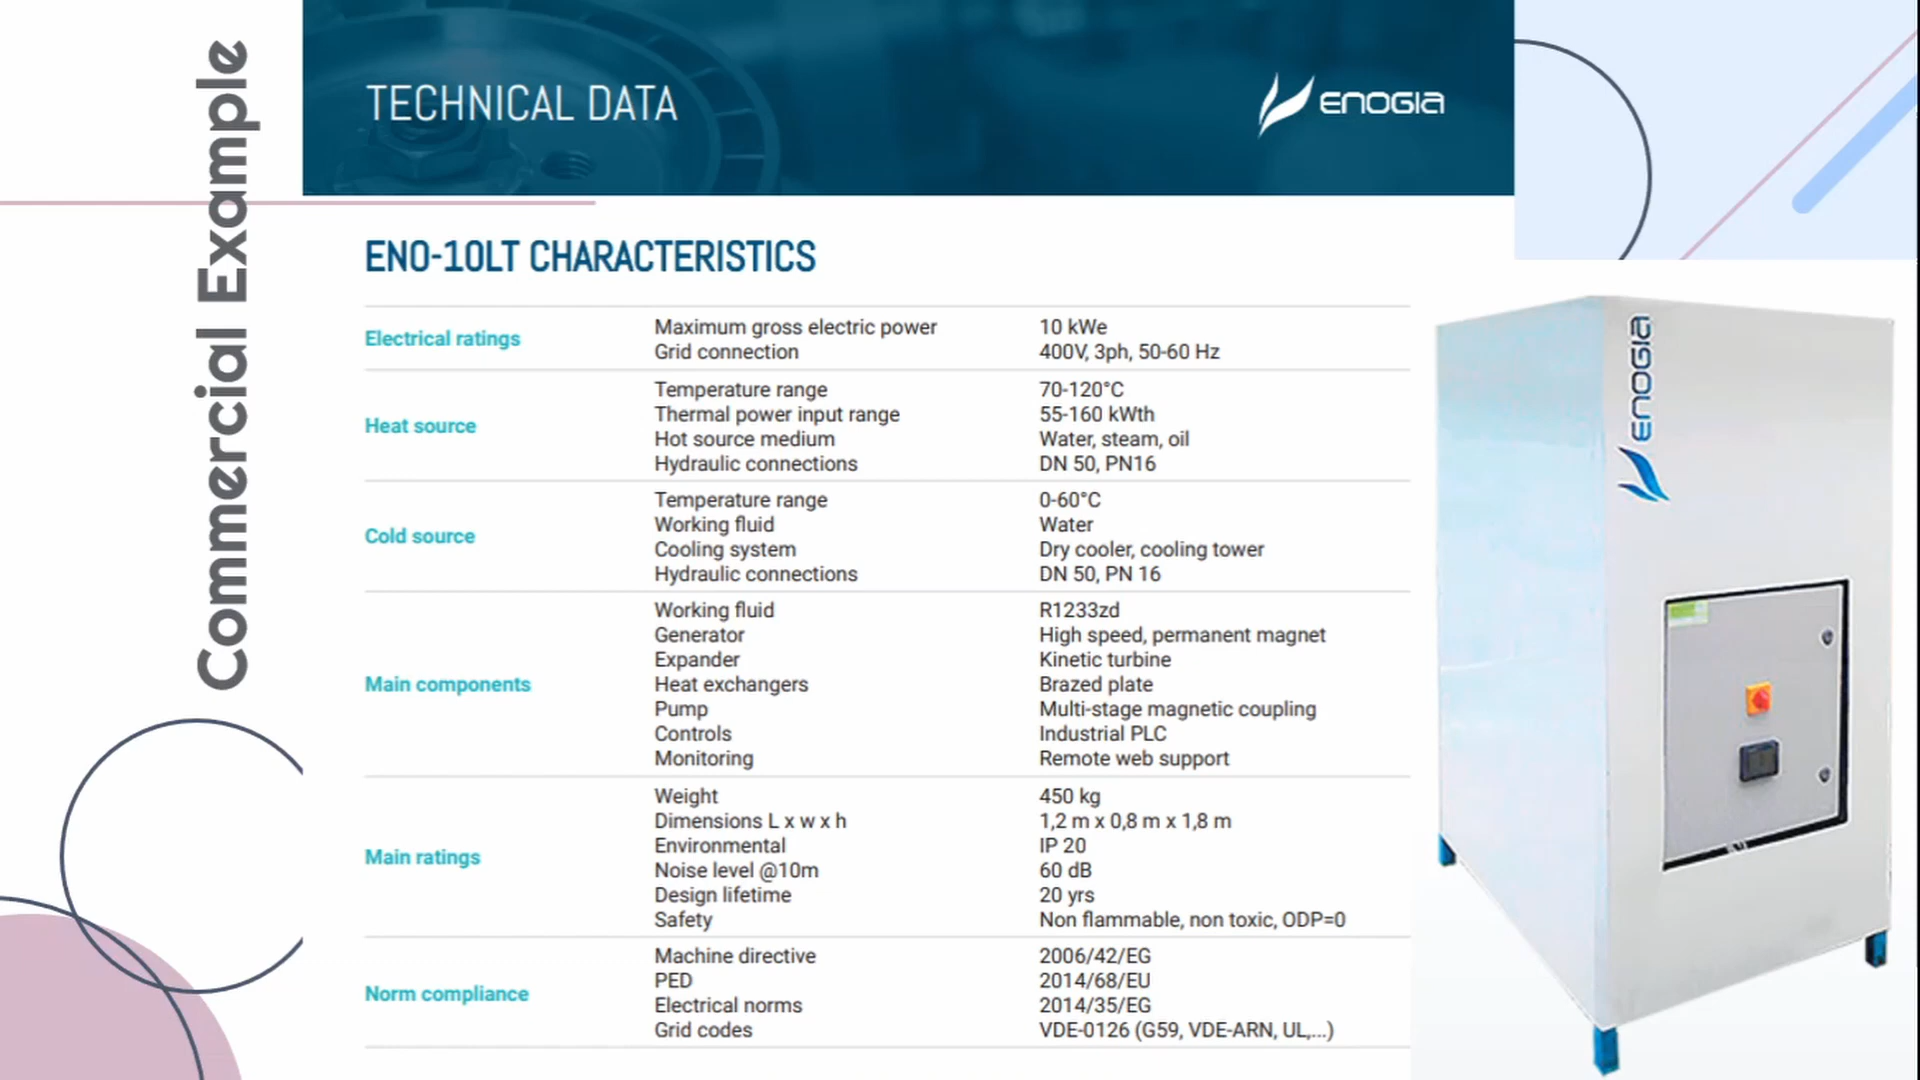 Commercial Example
TECHNICAL DATA
ENOGIA
ENO-10LT CHARACTERISTICS
Electrical ratings
Maximum gross electric power 10 kWe
Grid connection 400V, 3ph, 50-60 Hz
Heat source
Temperature range 70-120°C
Thermal power input range 55-160 kWth
Hot source medium Water, steam, oil
Hydraulic connections DN 50, PN16
Cold source
Temperature range 0-60°C
Working fluid Water
Cooling system Dry cooler, cooling tower
Hydraulic connections DN 50, PN 16
Main components
Working fluid R1233zd
Generator High speed, permanent magnet
Expander Kinetic turbine
Heat exchangers Brazed plate
Pump Multi-stage magnetic coupling
Controls Industrial PLC
Monitoring Remote web support
Main ratings
Weight 450 kg
Dimensions L x w x h 1,2 m x 0,8 m x 1,8 m
Environmental IP 20
Noise level @10m 60 dB
Design lifetime 20 yrs
Safety Non flammable, non toxic, ODP=0
Norm compliance
Machine directive 2006/42/EG
PED 2014/68/EU
Electrical norms 2014/35/EG
Grid codes VDE-0126 (G59, VDE-ARN, UL,...)
ENOGIA